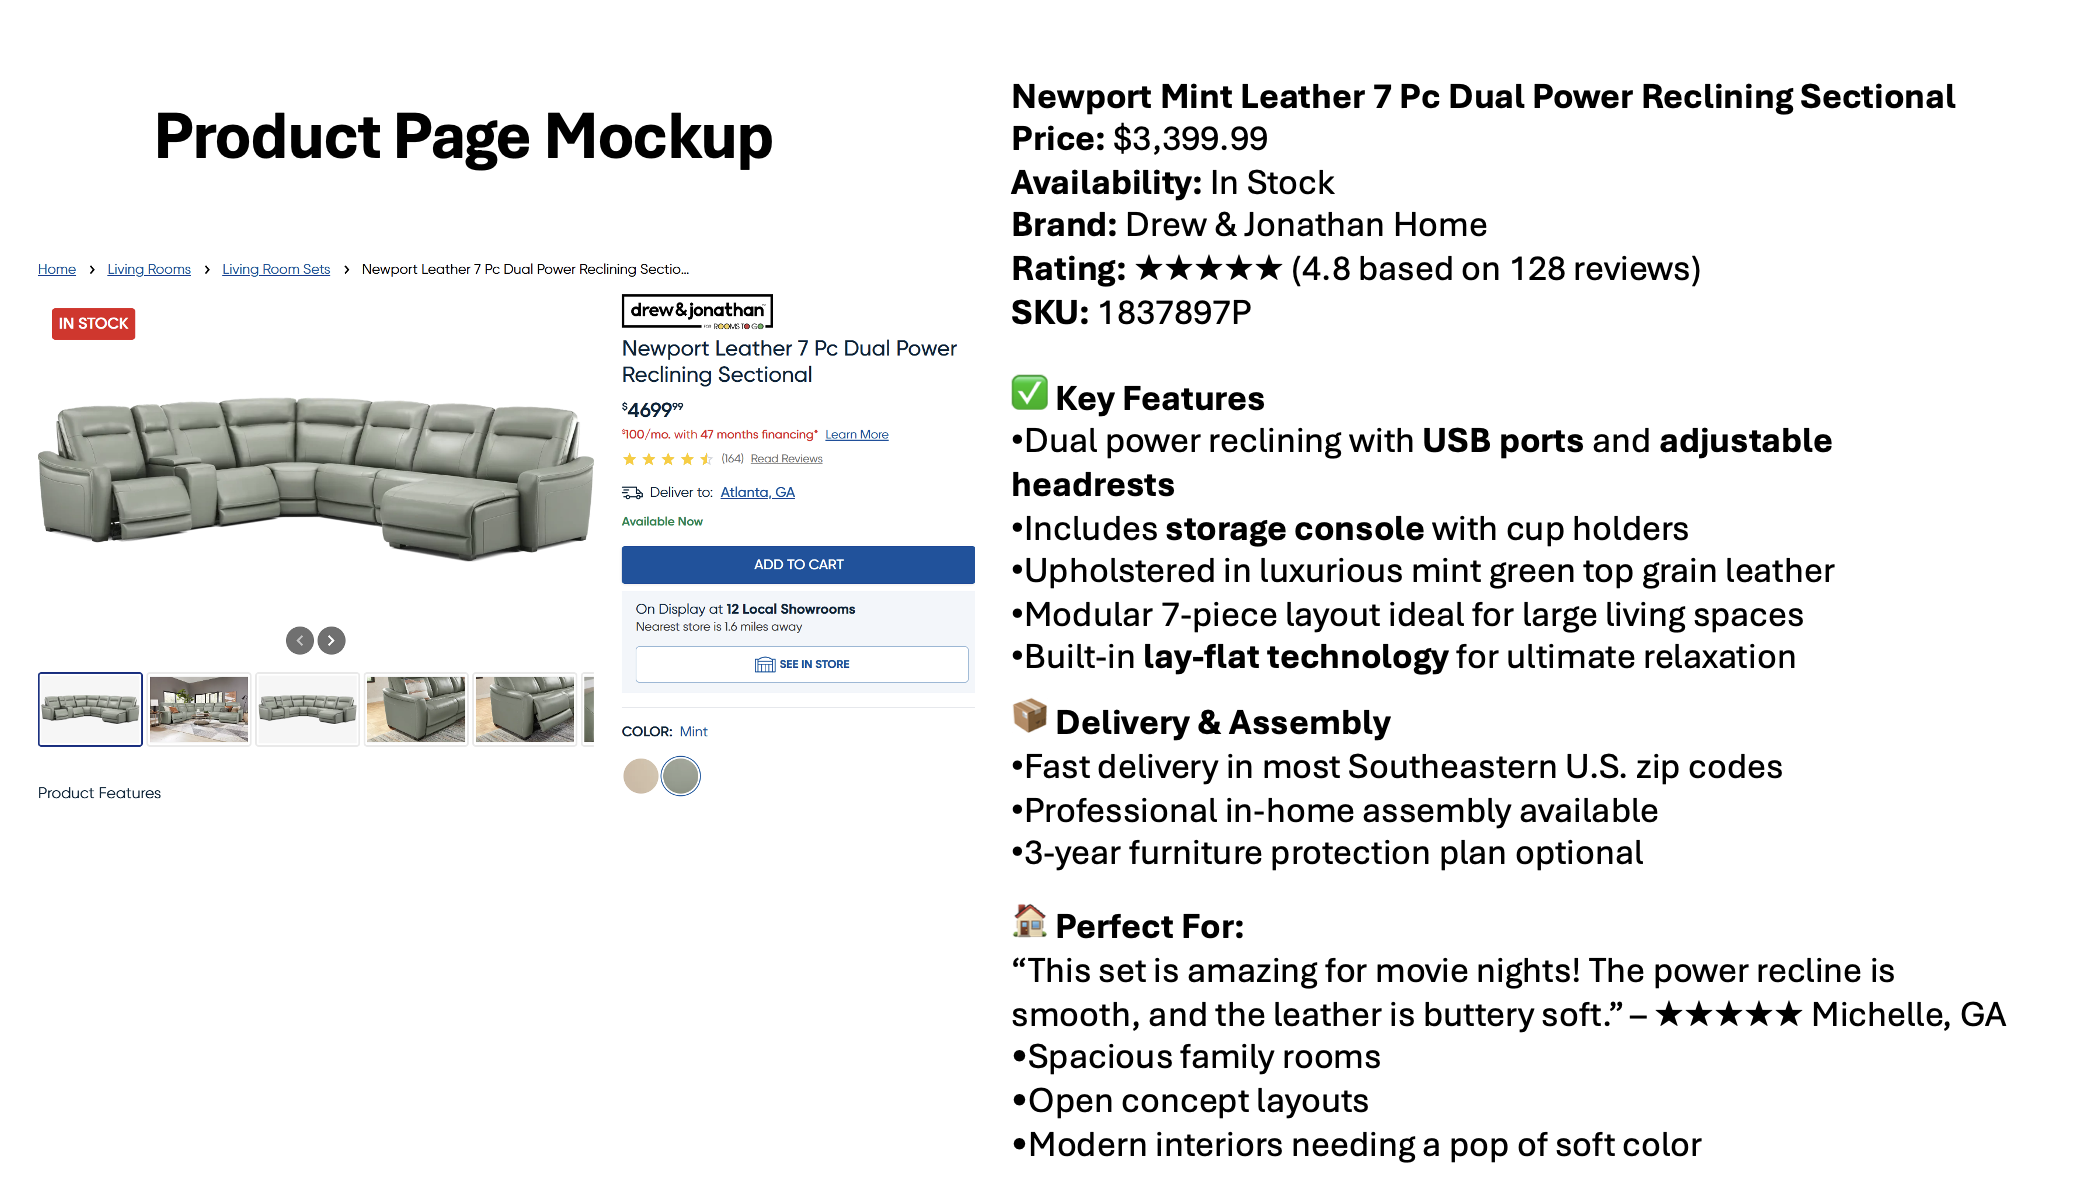 Product Page Mockup
Home > Living Rooms > Living Room Sets > Newport Leather 7 Pc Dual Power Reclining Sectio...
IN STOCK
drew&jonathan
FOR ROOMS TO GO
Newport Leather 7 Pc Dual Power
Reclining Sectional
$4699⁹⁹
$100/mo. with 47 months financing* Learn More
(164) Read Reviews
Deliver to: Atlanta, GA
Available Now
ADD TO CART
On Display at 12 Local Showrooms
Nearest store is 1.6 miles away
SEE IN STORE
COLOR: Mint
Product Features
Newport Mint Leather 7 Pc Dual Power Reclining Sectional
Price: $3,399.99
Availability: In Stock
Brand: Drew & Jonathan Home
Rating: ★★★★★ (4.8 based on 128 reviews)
SKU: 1837897P
✅ Key Features
•Dual power reclining with USB ports and adjustable
headrests
•Includes storage console with cup holders
•Upholstered in luxurious mint green top grain leather
•Modular 7-piece layout ideal for large living spaces
•Built-in lay-flat technology for ultimate relaxation
📦 Delivery & Assembly
•Fast delivery in most Southeastern U.S. zip codes
•Professional in-home assembly available
•3-year furniture protection plan optional
🏠 Perfect For:
“This set is amazing for movie nights! The power recline is
smooth, and the leather is buttery soft.” – ★★★★★ Michelle, GA
•Spacious family rooms
•Open concept layouts
•Modern interiors needing a pop of soft color